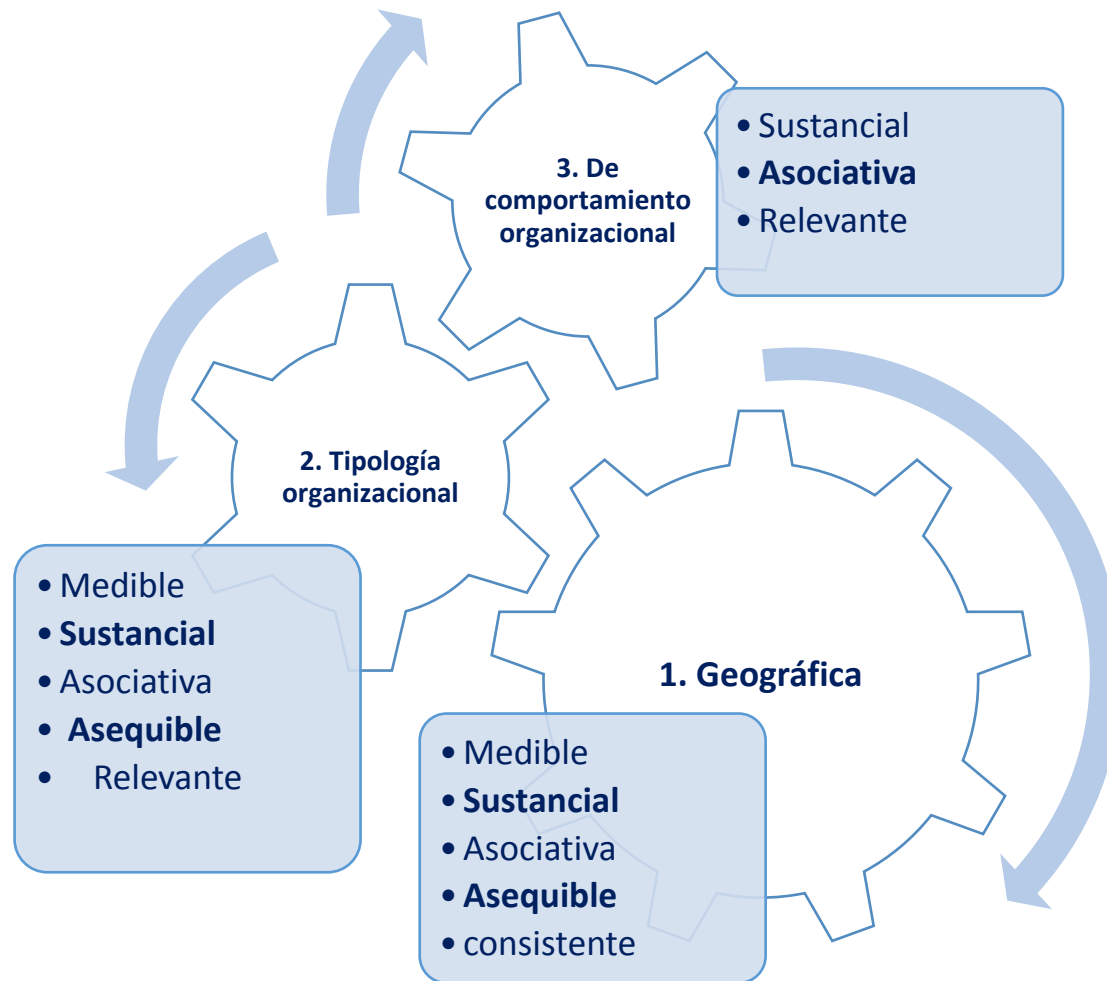 3. De
comportamiento
organizacional
• Sustancial
• Asociativa
• Relevante
2. Tipología
organizacional
• Medible
• Sustancial
• Asociativa
• Asequible
• Relevante
1. Geográfica
• Medible
• Sustancial
• Asociativa
• Asequible
• consistente